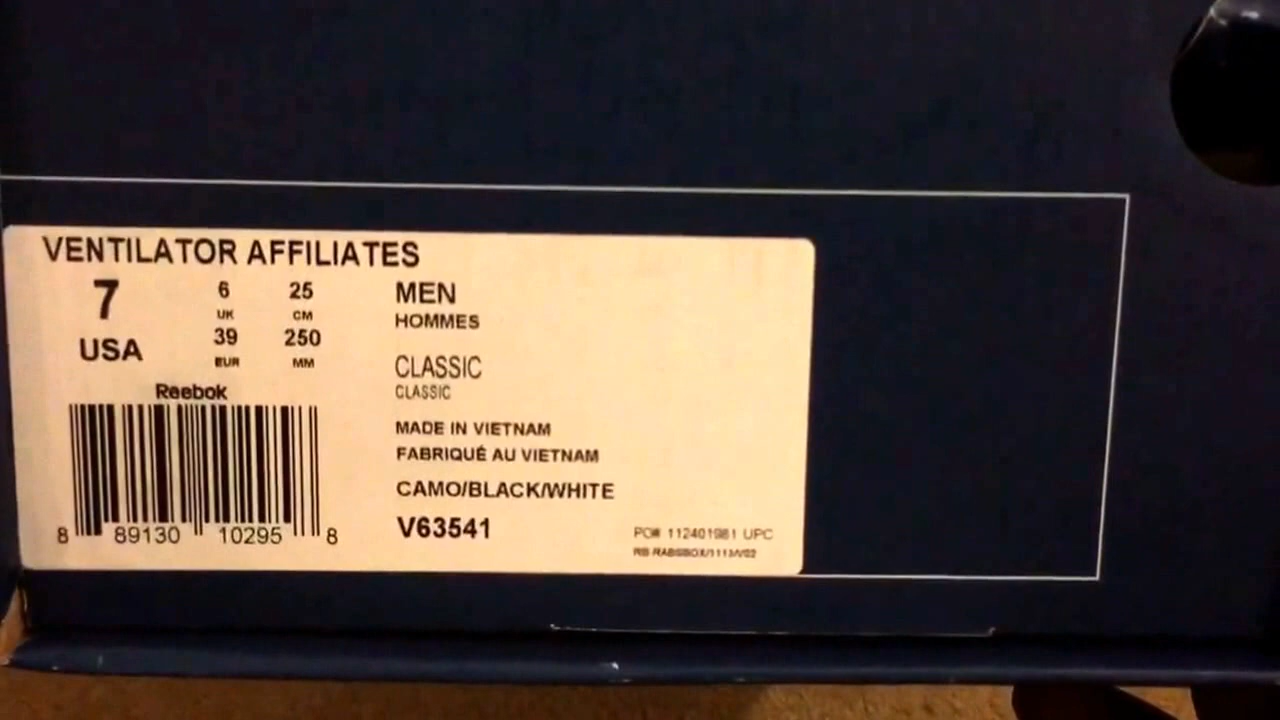 VENTILATOR AFFILIATES
7 6 25 MEN
UK CM HOMMES
USA 39 250
EUR MM CLASSIC
Reebok CLASSIC
MADE IN VIETNAM
FABRIQUÉ AU VIETNAM
CAMO/BLACK/WHITE
V63541
8 89130 10295 8
PO# 112401981 UPC